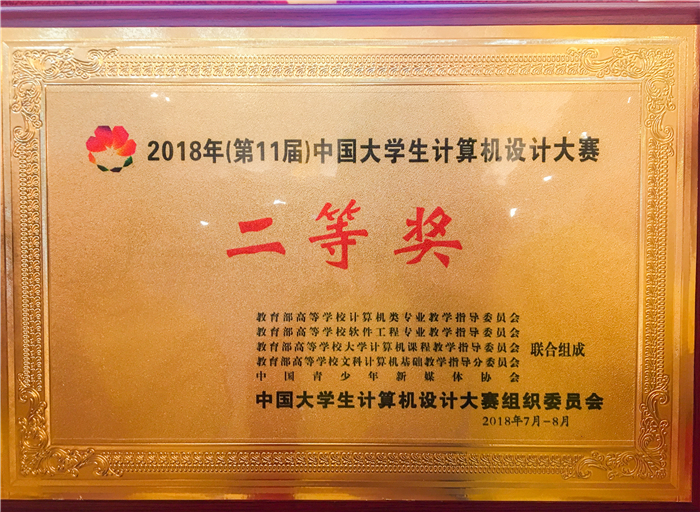 2018年(第11届)中国大学生计算机设计大赛
二等奖
教育部高等学校计算机类专业教学指导委员会
教育部高等学校软件工程专业教学指导委员会
教育部高等学校大学计算机课程教学指导委员会
教育部高等学校文科计算机基础教学指导分委员会
中国青少年新媒体协会
联合组成
中国大学生计算机设计大赛组织委员会
2018年7月-8月